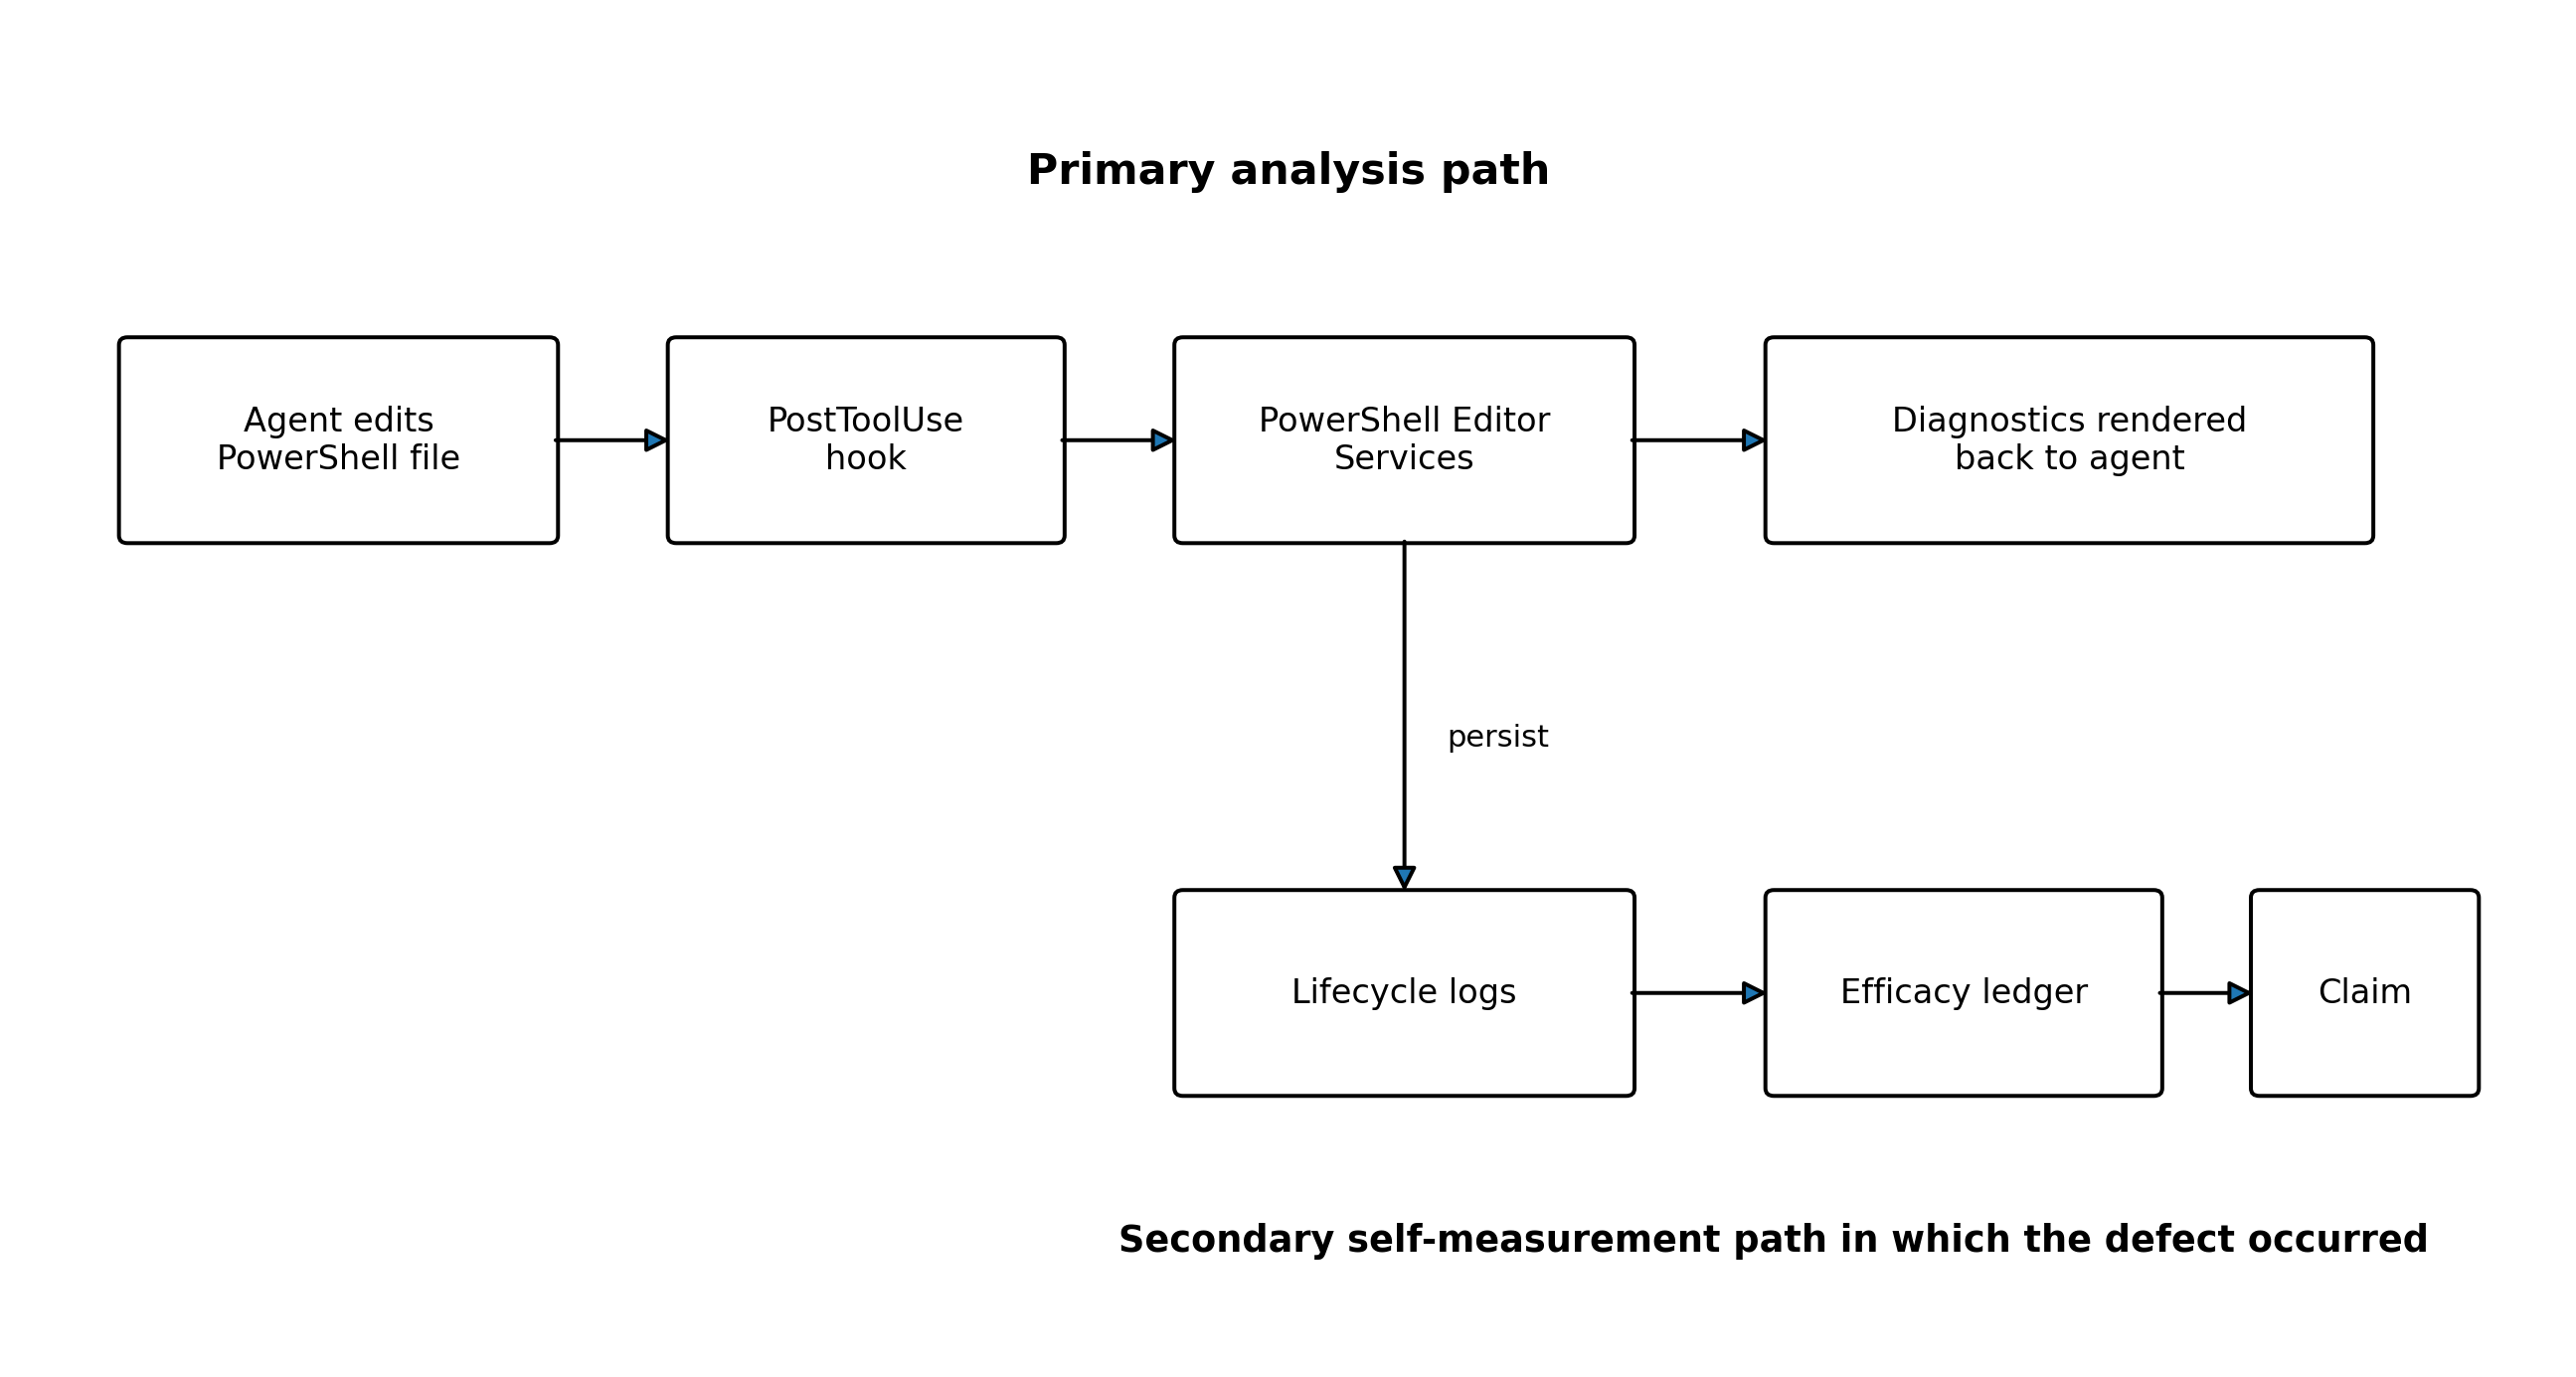 Primary analysis path
Agent edits
PowerShell file
PostToolUse
hook
PowerShell Editor
Services
Diagnostics rendered
back to agent
persist
Lifecycle logs
Efficacy ledger
Claim
Secondary self-measurement path in which the defect occurred